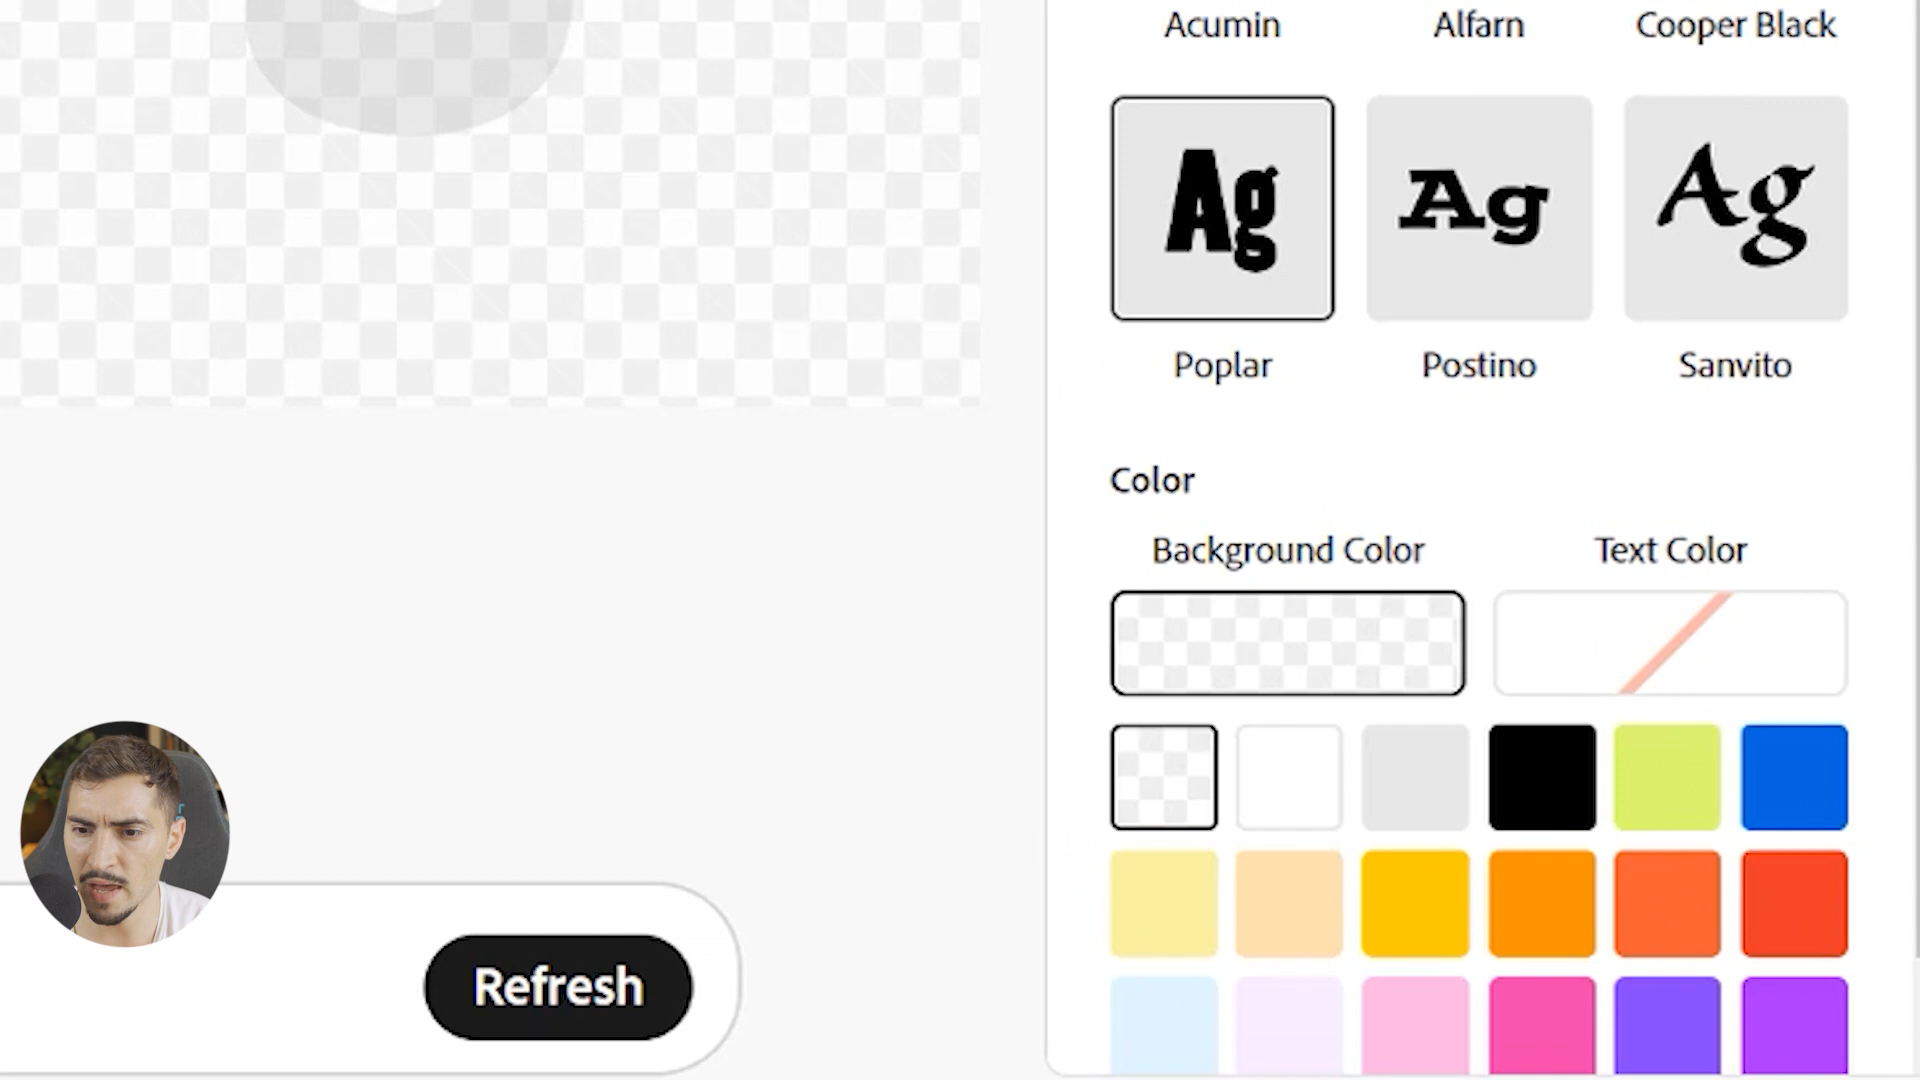 Acumin Alfarn Cooper Black
Ag Ag Ag
Poplar Postino Sanvito
Color
Background Color Text Color
Refresh